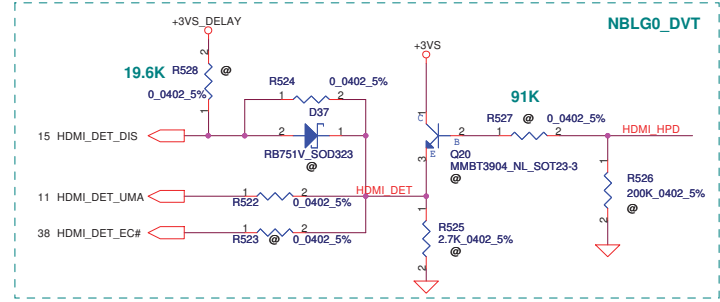 NBLG0_DVT
+3VS_DELAY
+3VS
2
19.6K
R528
@
0_0402_5%
1
R524
1
2
0_0402_5%
D37
2
1
RB751V_SOD323
@
15 HDMI_DET_DIS
1
C
2
B
E
3
Q20
MMBT3904_NL_SOT23-3
@
91K
R527
@
0_0402_5%
1
2
HDMI_HPD
1
R526
200K_0402_5%
2
@
11 HDMI_DET_UMA
1
2
R522
0_0402_5%
HDMI_DET
38 HDMI_DET_EC#
1
2
R523
@
0_0402_5%
1
R525
2.7K_0402_5%
@
2